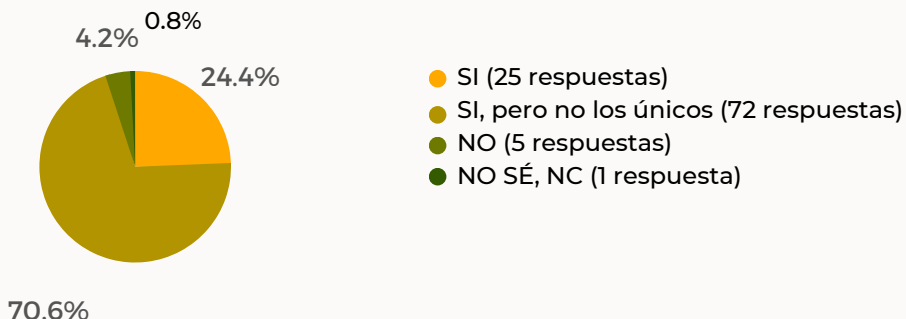 0.8%
4.2%
24.4%
70.6%
SI (25 respuestas)
SI, pero no los únicos (72 respuestas)
NO (5 respuestas)
NO SÉ, NC (1 respuesta)